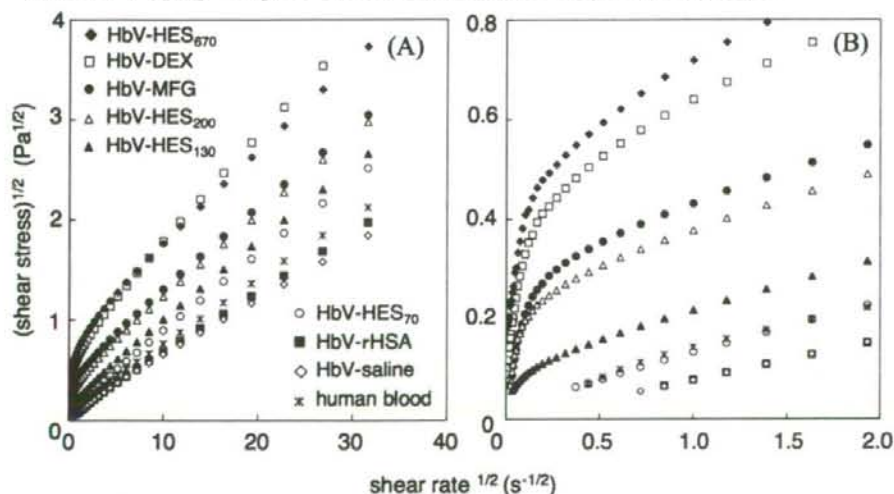 4
3
2
1
0
(shear stress)1/2 (Pa1/2)
HbV-HES670
HbV-DEX
HbV-MFG
HbV-HES200
HbV-HES130
(A)
HbV-HES70
HbV-rHSA
HbV-saline
human blood
0 10 20 30 40
0.8
0.6
0.4
0.2
0
(B)
0.5 1.0 1.5 2.0
shear rate 1/2 (s-1/2)